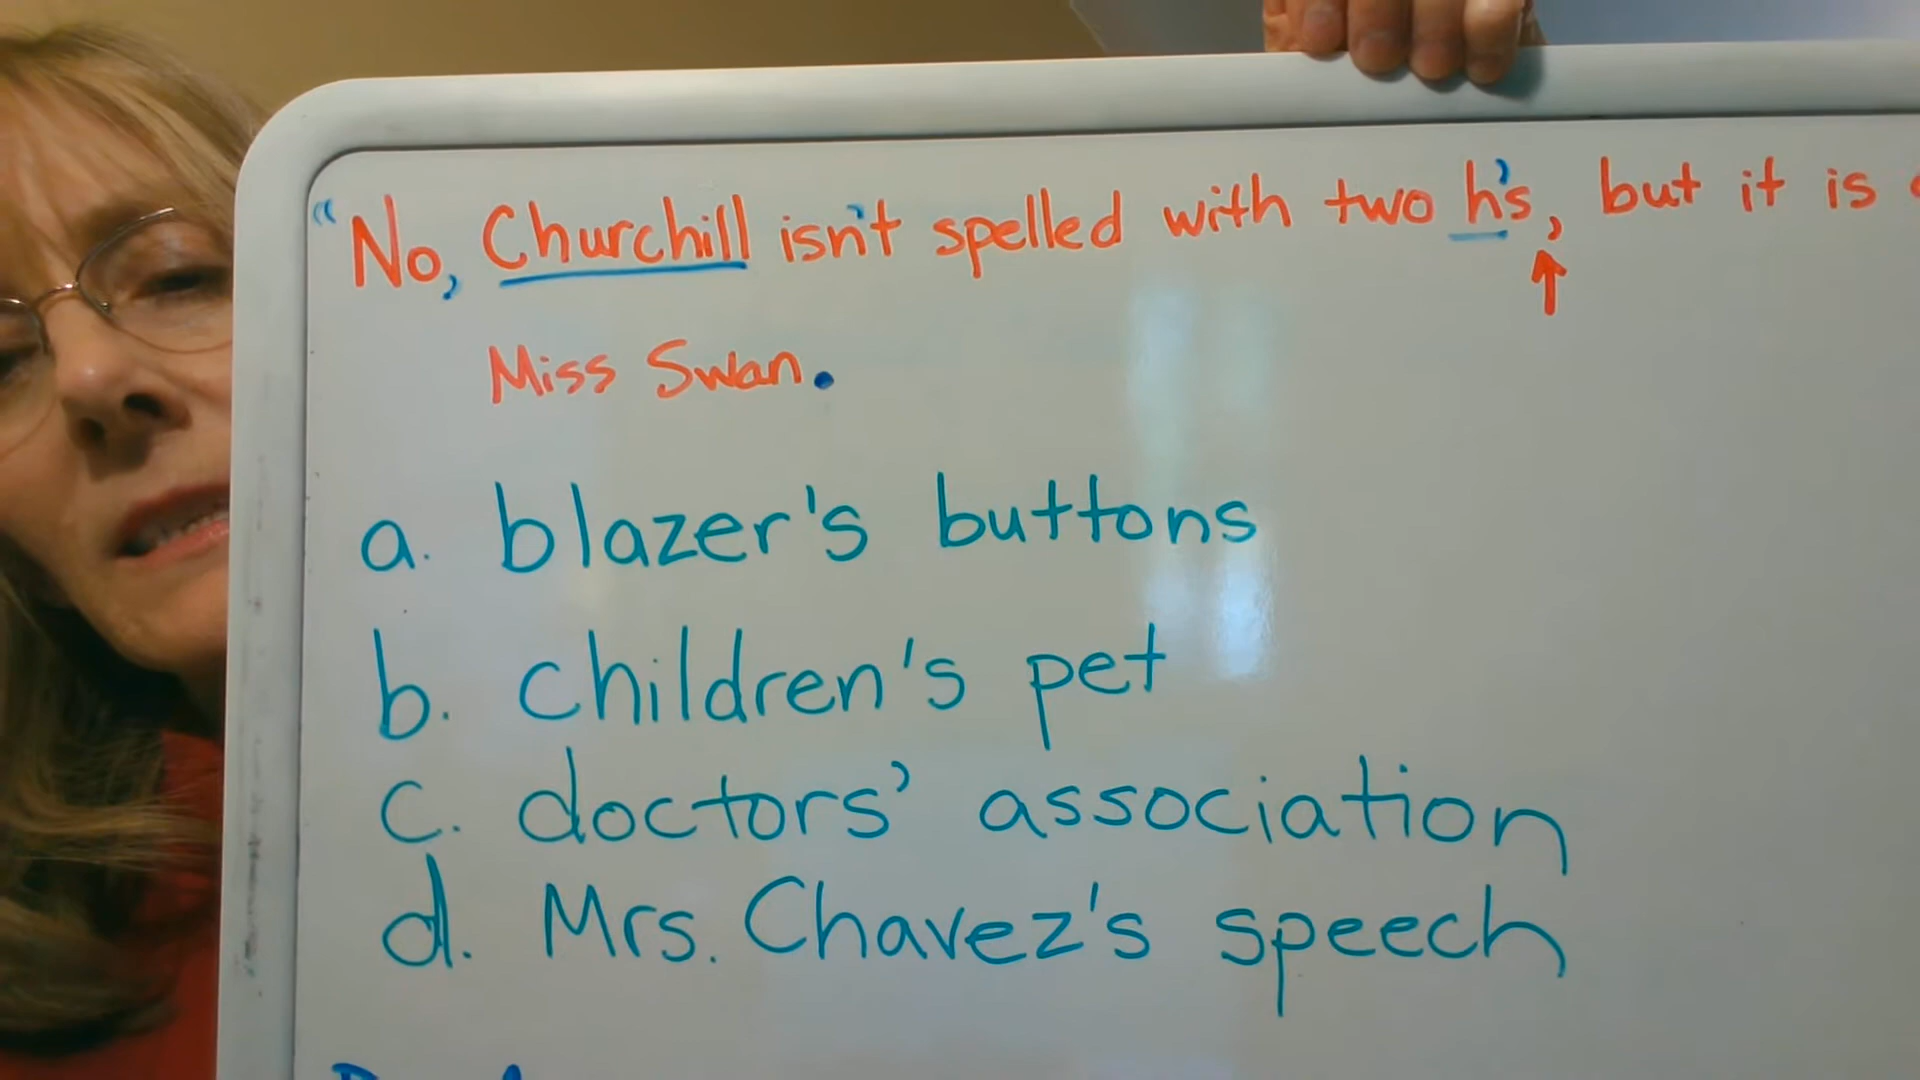 “No, Churchill isn't spelled with two h's, but it is
Miss Swan.
a. blazer's buttons
b. children's pet
c. doctors' association
d. Mrs. Chavez's speech